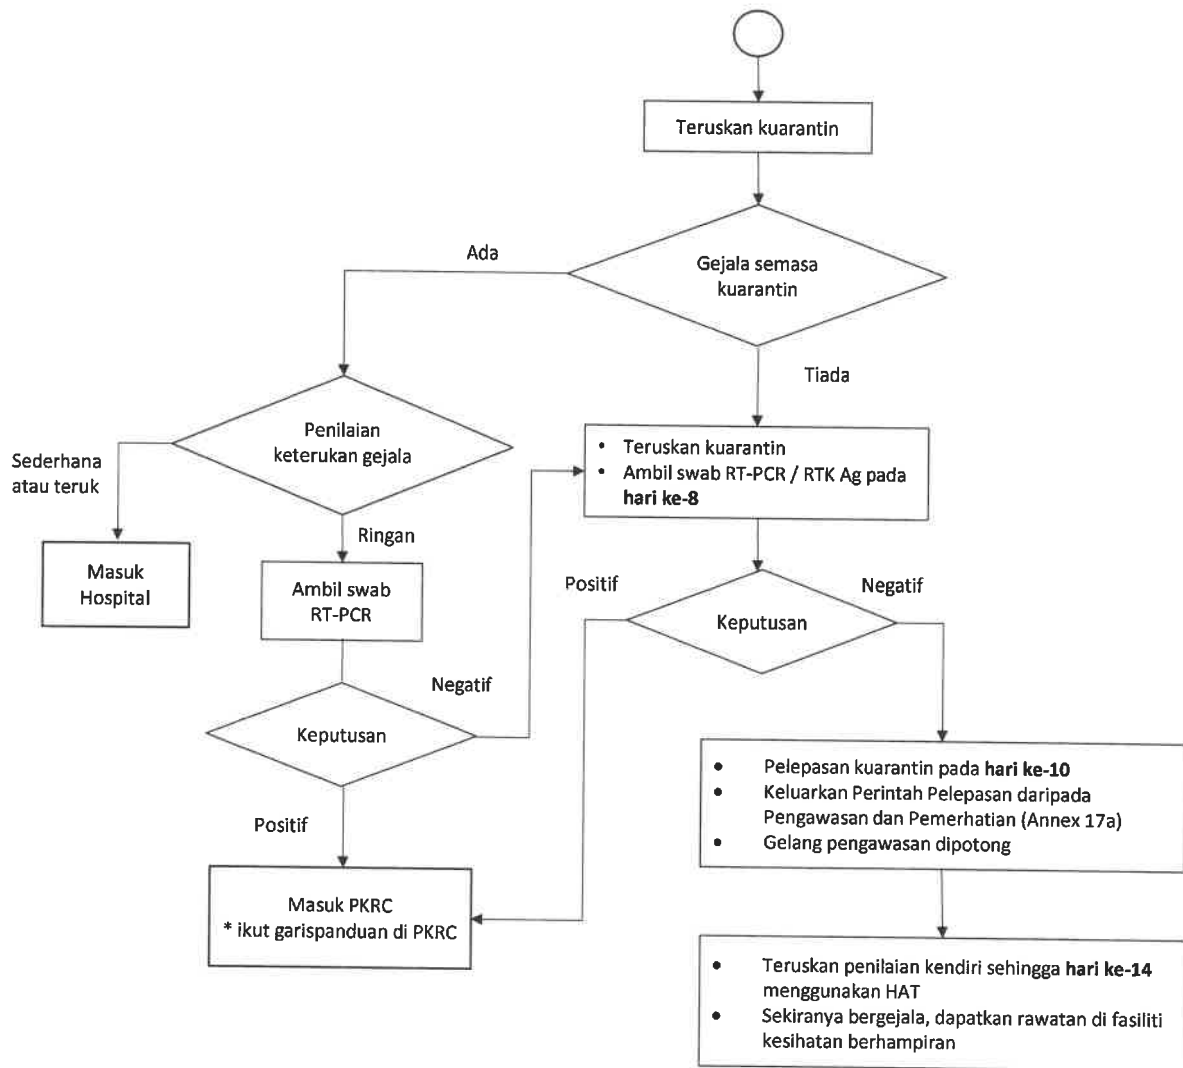 Teruskan kuarantin
Ada
Gejala semasa
kuarantin
Tiada
Penilaian
keterukan gejala
Sederhana
atau teruk
• Teruskan kuarantin
• Ambil swab RT-PCR / RTK Ag pada
hari ke-8
Ringan
Masuk
Hospital
Ambil swab
RT-PCR
Positif
Negatif
Keputusan
Negatif
Keputusan
Positif
• Pelepasan kuarantin pada hari ke-10
• Keluarkan Perintah Pelepasan daripada
Pengawasan dan Pemerhatian (Annex 17a)
• Gelang pengawasan dipotong
Masuk PKRC
* ikut garispanduan di PKRC
• Teruskan penilaian kendiri sehingga hari ke-14
menggunakan HAT
• Sekiranya bergejala, dapatkan rawatan di fasiliti
kesihatan berhampiran